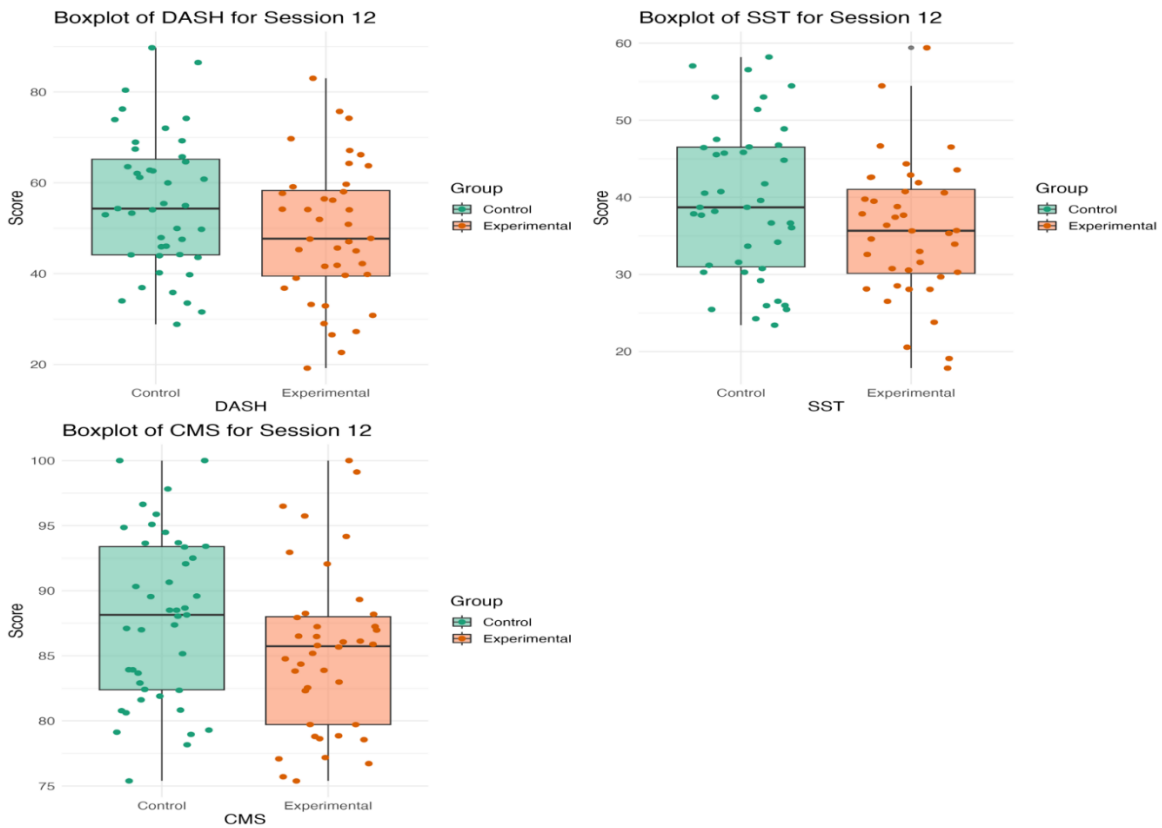 Boxplot of DASH for Session 12
Score
80
60
40
20
Control
Experimental
DASH
Group
Control
Experimental
Boxplot of SST for Session 12
Score
60
50
40
30
20
Control
Experimental
SST
Group
Control
Experimental
Boxplot of CMS for Session 12
Score
100
95
90
85
80
75
Control
Experimental
CMS
Group
Control
Experimental